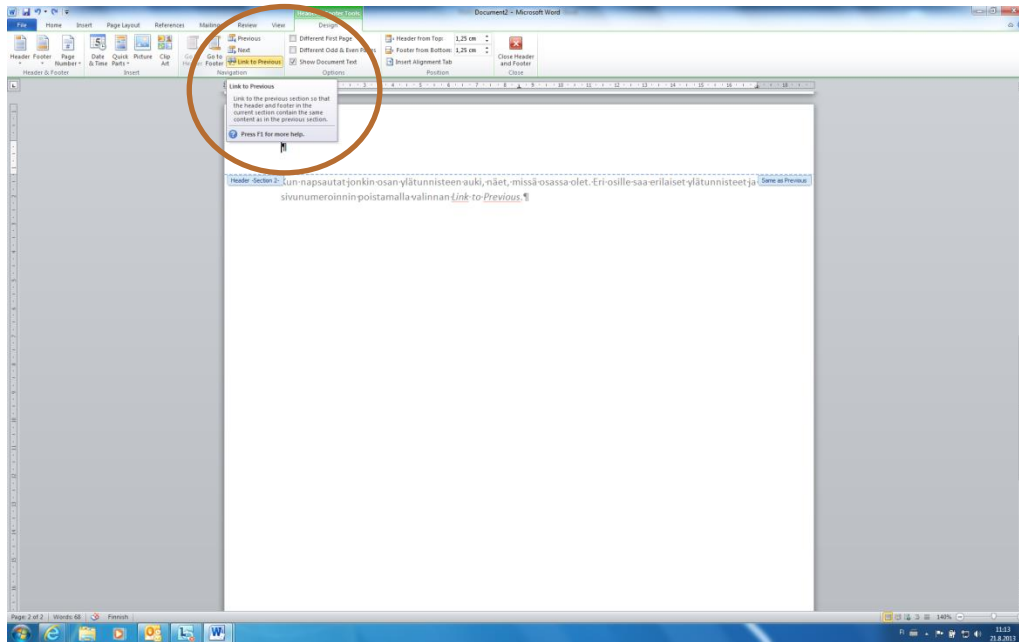 Document2 - Microsoft Word
File Home Insert Page Layout References Mailings Review View Design
Header Footer Page Number
Date & Time Quick Parts Picture Clip Art
Go to Footer
Previous
Next
Link to Previous
Different First Page
Different Odd & Even Pages
Show Document Text
Header from Top: 1,25 cm
Footer from Bottom: 1,25 cm
Insert Alignment Tab
Close Header and Footer
Header & Footer Insert Navigation Options Position Close
Link to Previous
Link to the previous section so that
the header and footer in the
current section contain the same
content as in the previous section.
Press F1 for more help.
Header -Section 2-
Kun napsautat jonkin osan ylätunnisteen auki, näet, missä osassa olet. Eri osille saa erilaiset ylätunnisteet ja
Same as Previous
sivunumeroinnin poistamalla valinnan Link to Previous.¶
Page: 2 of 2 Words: 68 Finnish 140%
FI 11:13
21.8.2013